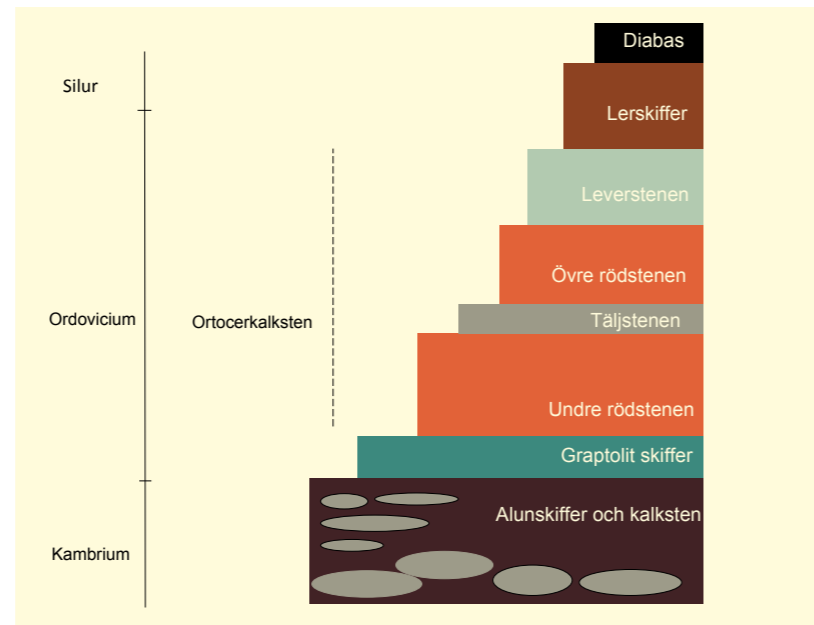 Diabas
Silur
Lerskiffer
Leverstenen
Övre rödstenen
Ordovicium
Ortocerkalksten
Täljstenen
Undre rödstenen
Graptolit skiffer
Alunskiffer och kalksten
Kambrium